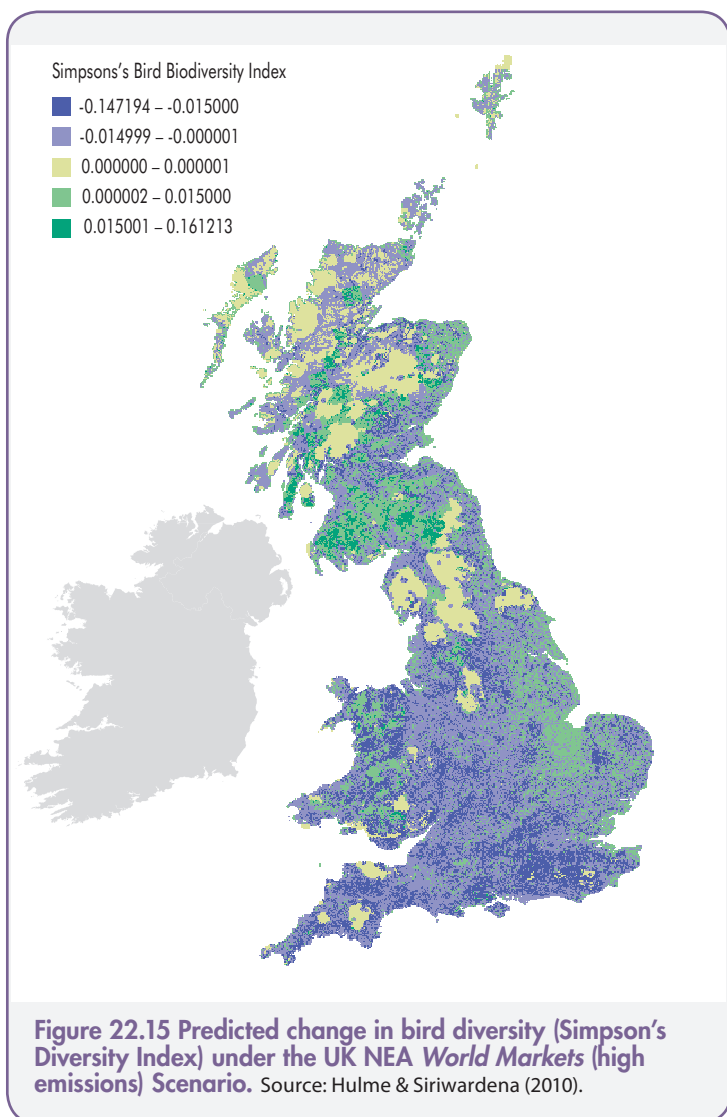 Simpsons's Bird Biodiversity Index
-0.147194 – -0.015000
-0.014999 – -0.000001
0.000000 – 0.000001
0.000002 – 0.015000
0.015001 – 0.161213
Figure 22.15 Predicted change in bird diversity (Simpson's
Diversity Index) under the UK NEA World Markets (high
emissions) Scenario. Source: Hulme & Siriwardena (2010).